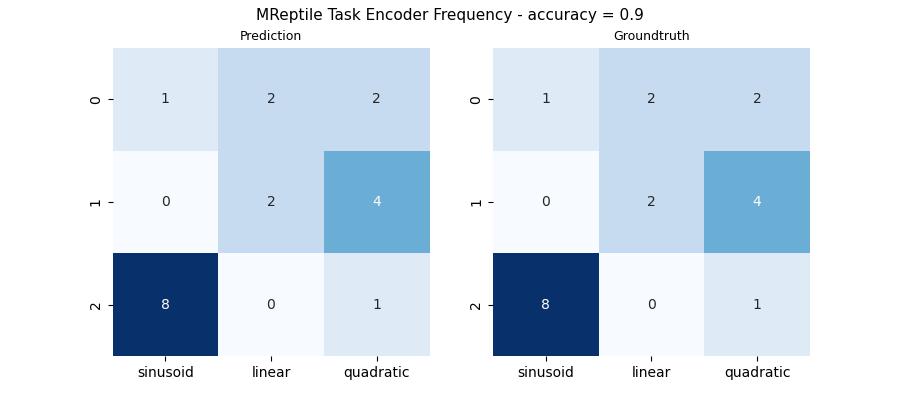 MReptile Task Encoder Frequency - accuracy = 0.9
Prediction
Groundtruth
0 1 2 2
1 0 2 4
2 8 0 1
sinusoid linear quadratic
0 1 2 2
1 0 2 4
2 8 0 1
sinusoid linear quadratic